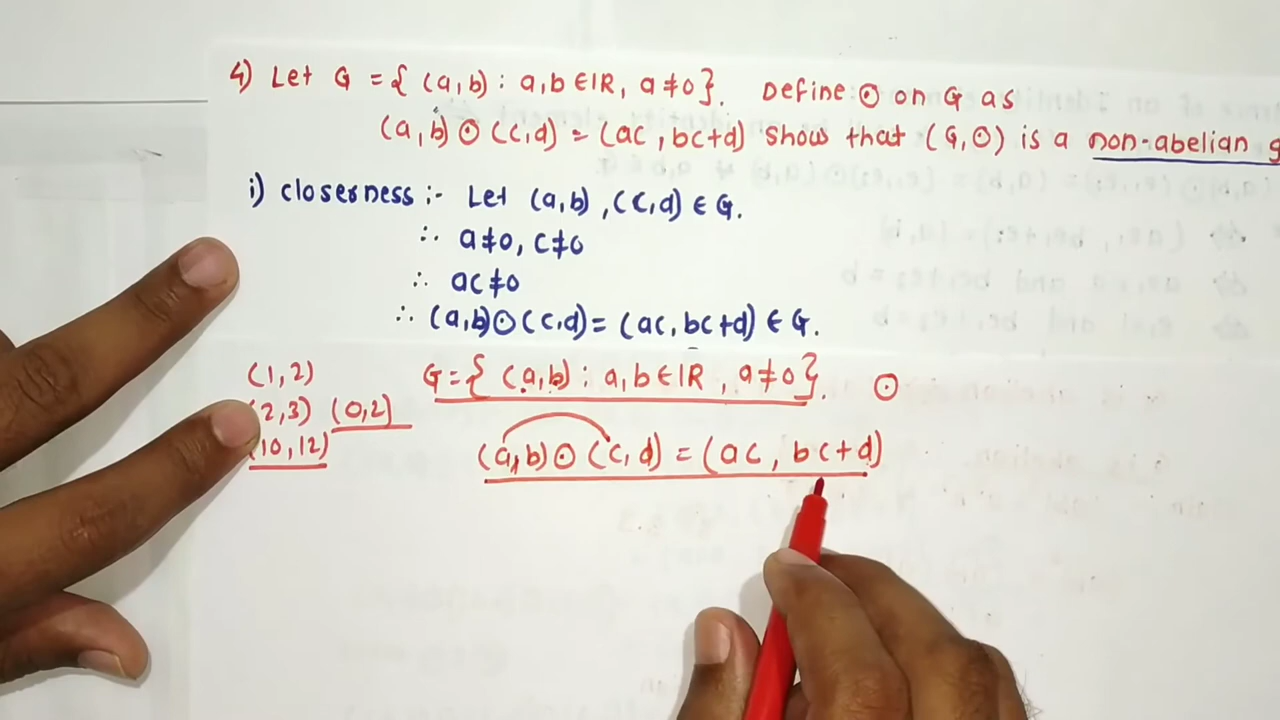 4) Let G = { (a,b) : a,b ∈ IR, a ≠ 0 }. Define ⊙ on G as
(a,b) ⊙ (c,d) = (ac, bc+d) Show that (G,⊙) is a non-abelian g
i) closerness :- Let (a,b), (c,d) ∈ G.
∴ a ≠ 0, c ≠ 0
∴ ac ≠ 0
∴ (a,b) ⊙ (c,d) = (ac, bc+d) ∈ G.
(1,2)
G = { (a,b) : a,b ∈ IR, a ≠ 0 }. ⊙
(2,3) (0,2)
(10,12)
(a,b) ⊙ (c,d) = (ac, bc+d)